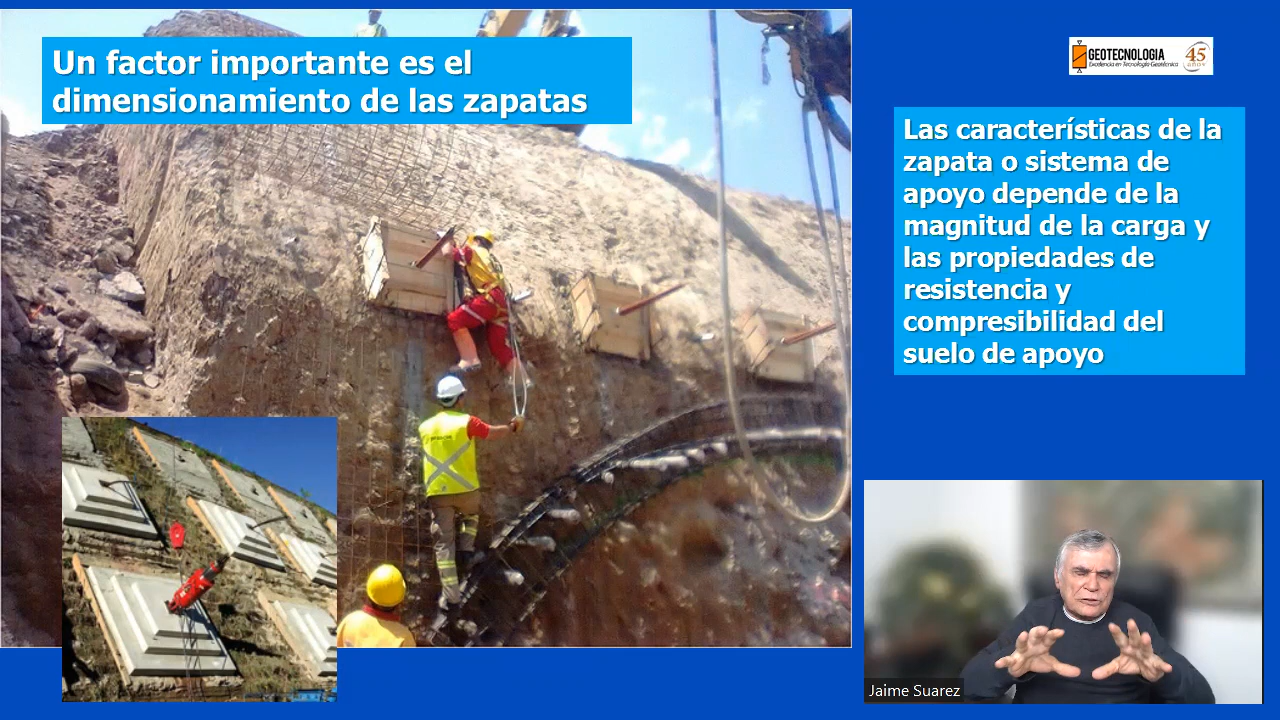 Un factor importante es el
dimensionamiento de las zapatas
GEOTECNOLOGIA
Excelencia en Tecnología Geotécnica
45
años
Las características de la
zapata o sistema de
apoyo depende de la
magnitud de la carga y
las propiedades de
resistencia y
compresibilidad del
suelo de apoyo
Jaime Suarez